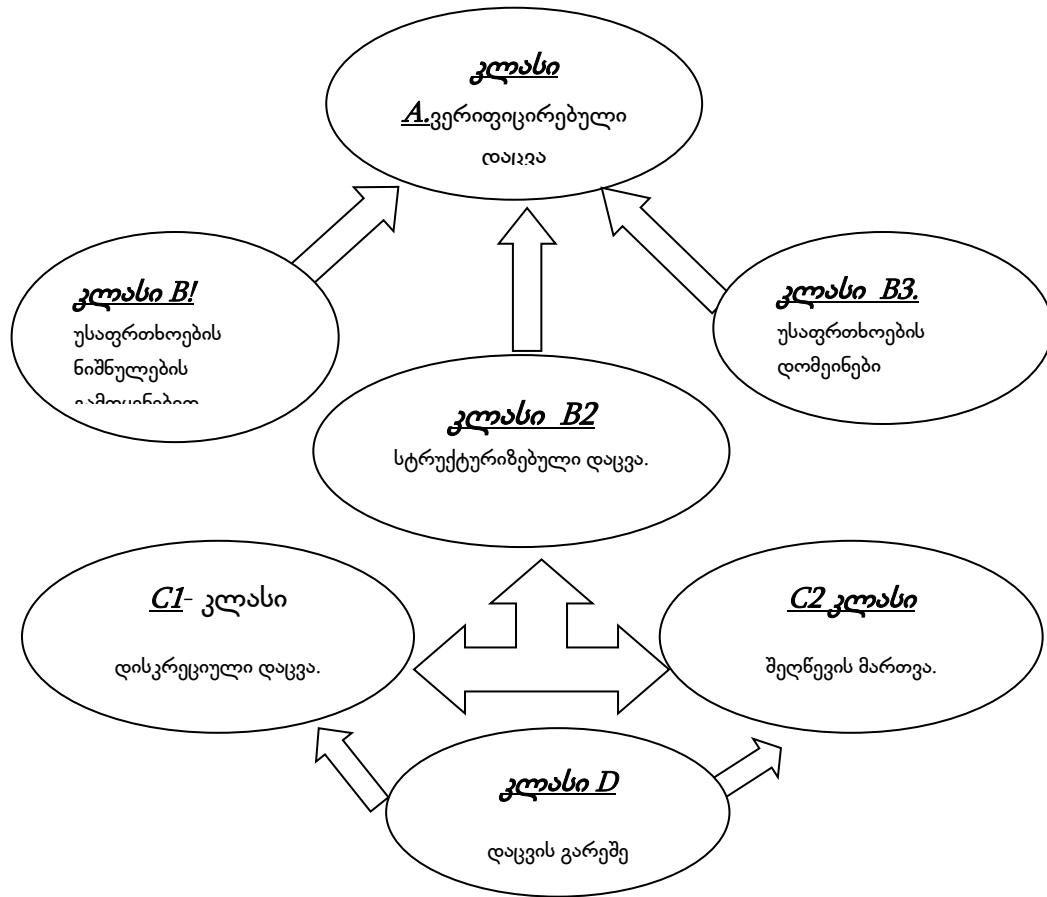 კლასი
A.ვერიფიცირებული
დაცვა
კლასი B!
უსაფრთხოების
ნიშნულების
კლასი B3.
უსაფრთხოების
დომეინები
კლასი B2
სტრუქტურიზებული დაცვა.
C1- კლასი
დისკრეციული დაცვა.
C2 კლასი
შეღწევის მართვა.
კლასი D
დაცვის გარეშე